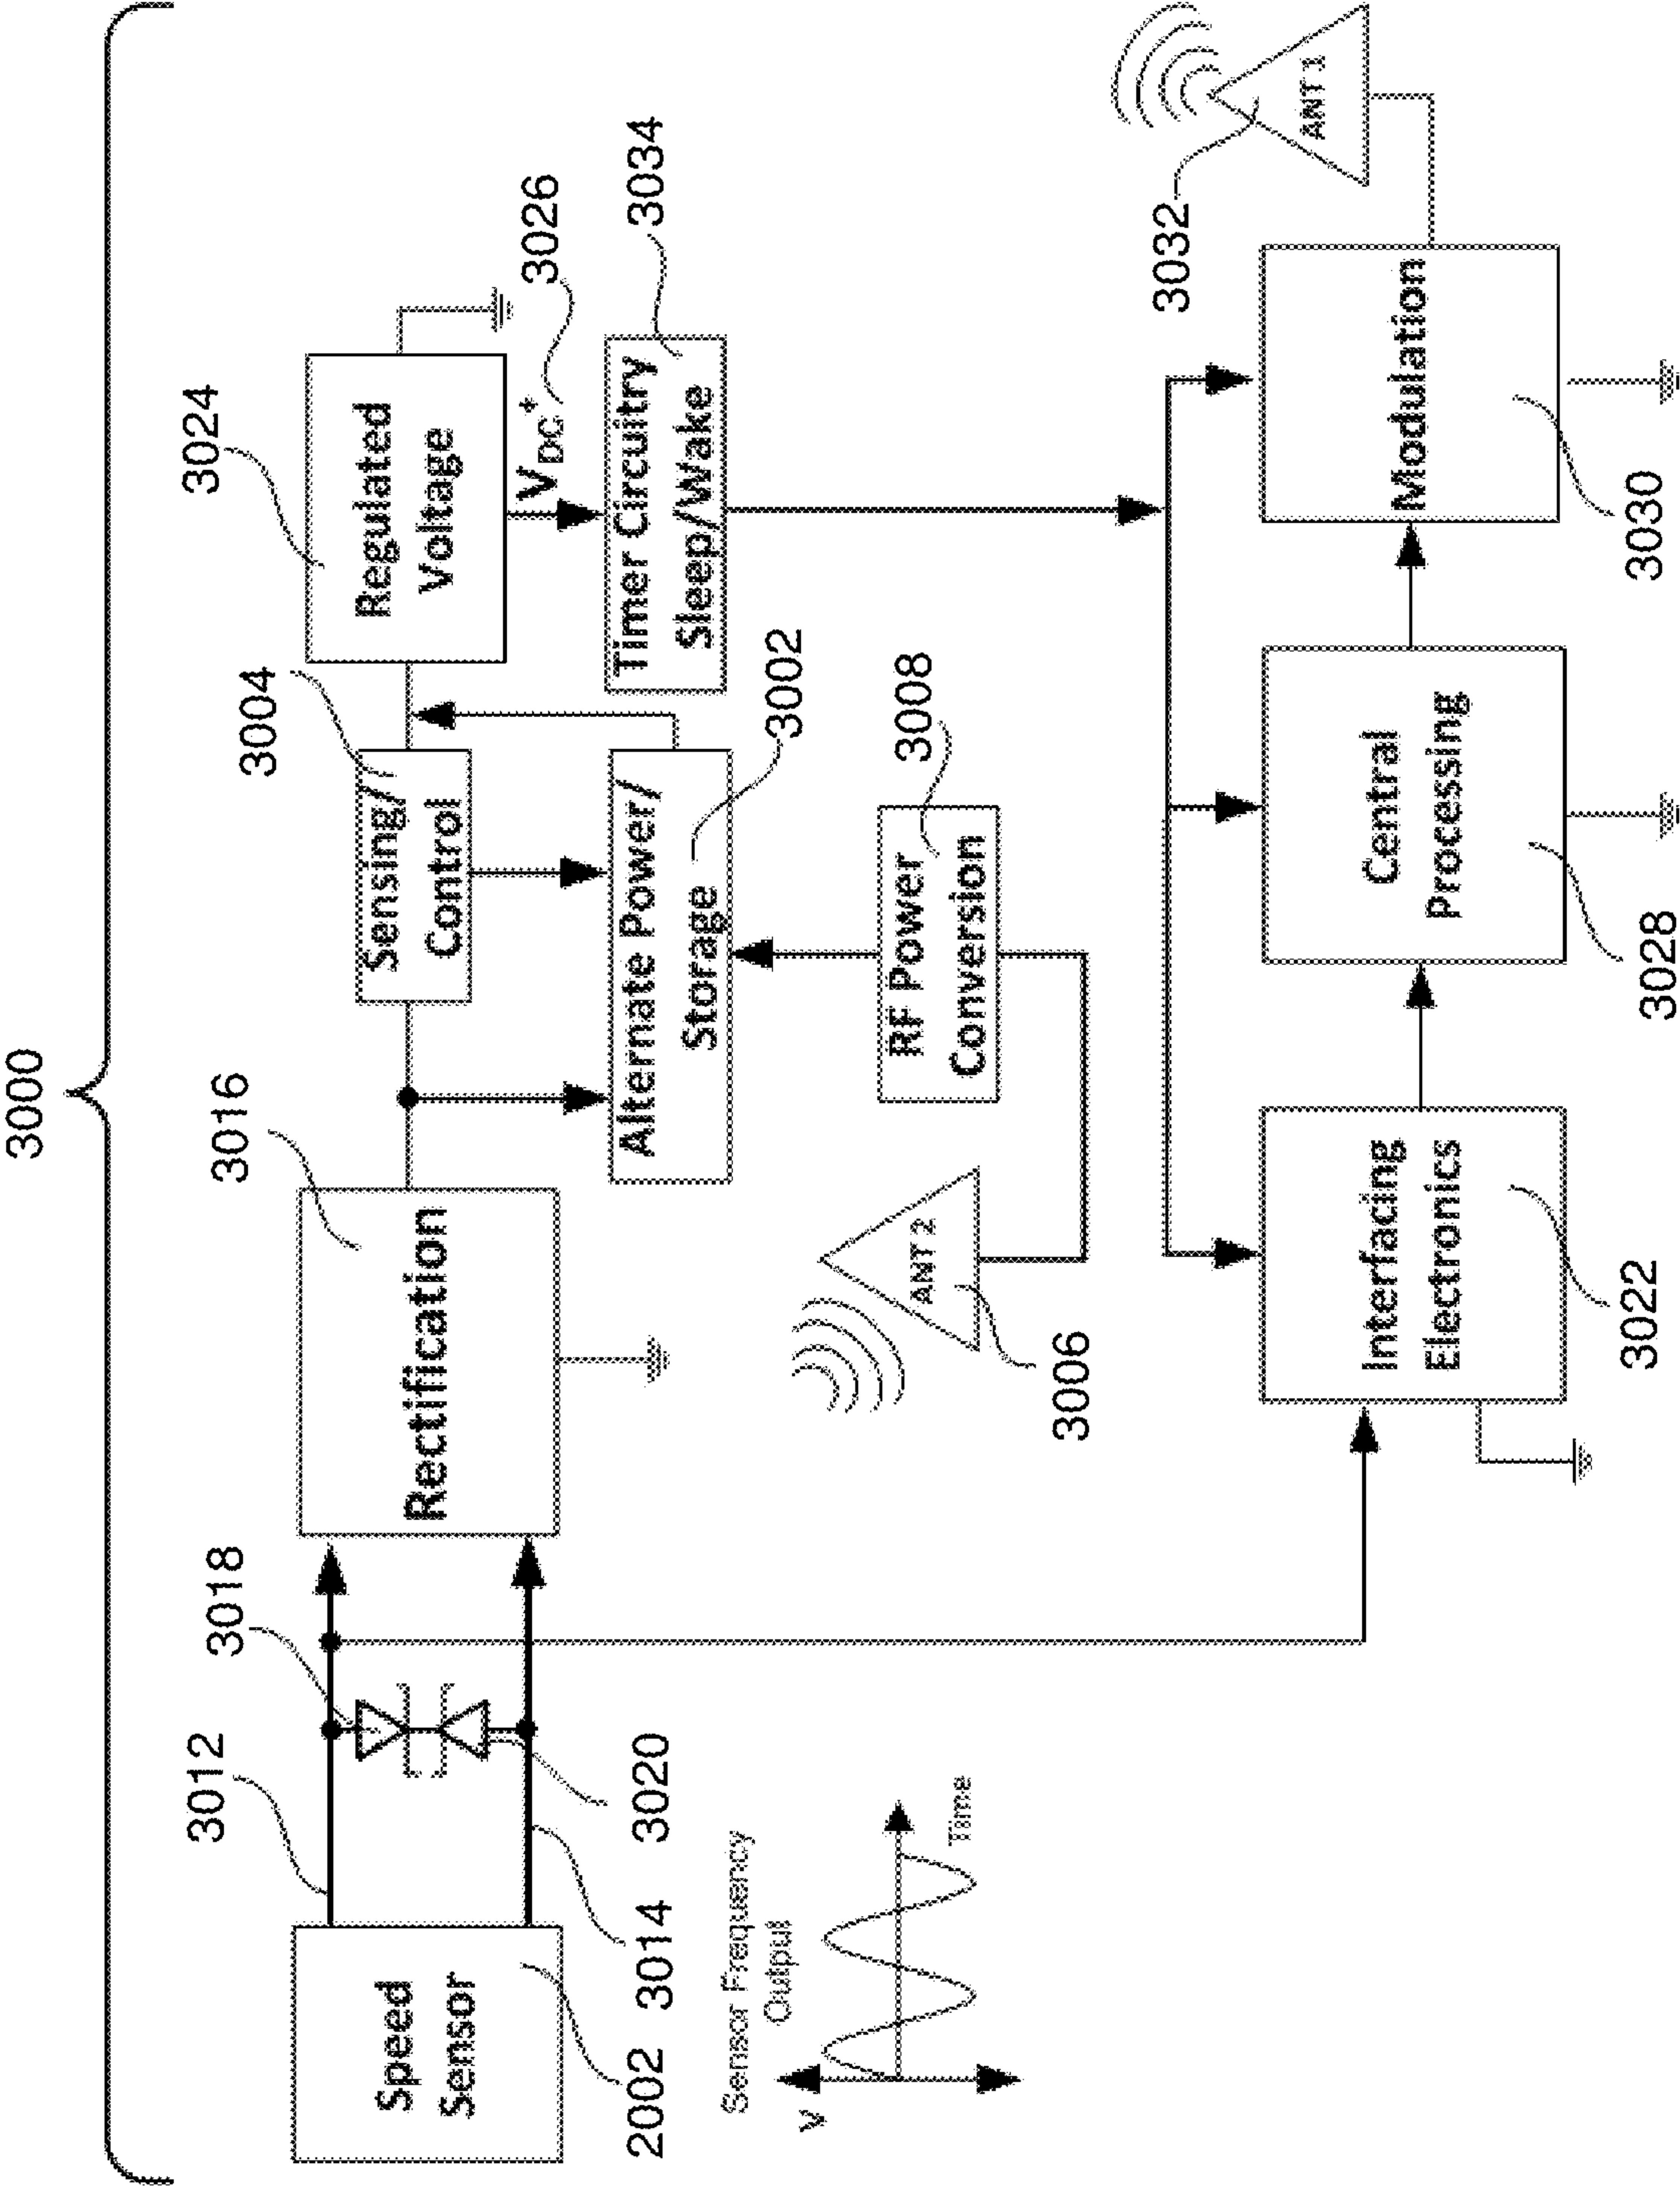 3000
3012
3018
3016
3004
3024
Speed
Sensor
Rectification
Sensing/
Control
Regulated
Voltage
VDC+
3026
2002
3014
3020
Alternate Power/
Storage
3002
Timer Circuitry
Sleep/Wake
3034
Sensor Frequency
Output
V
Time
ANT 2
3006
RF Power
Conversion
3008
3032
ANT 1
Interfacing
Electronics
Central
Processing
Modulation
3022
3028
3030